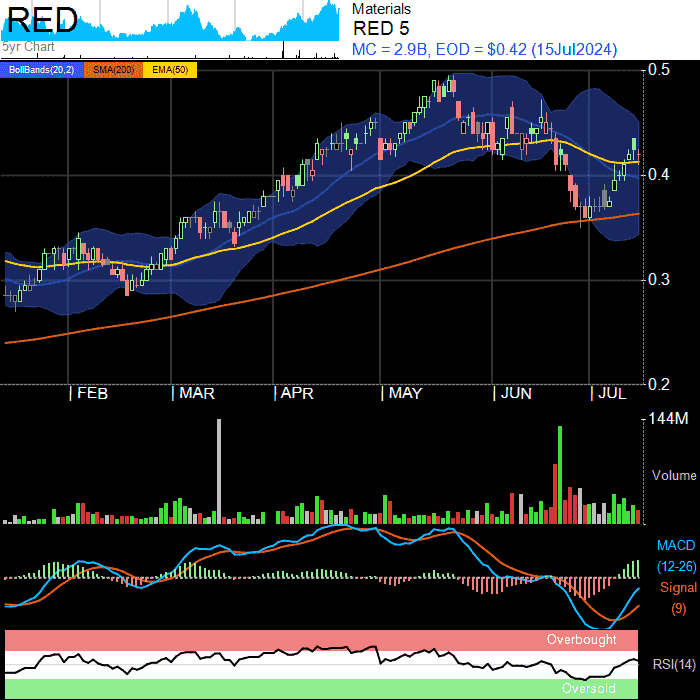 RED
5yr Chart
Materials
RED 5
MC = 2.9B, EOD = $0.42 (15Jul2024)
BollBands(20,2) SMA(200) EMA(50)
0.5
0.4
0.3
0.2
| FEB | MAR | APR | MAY | JUN | JUL
144M
Volume
MACD
(12-26)
Signal
(9)
Overbought
RSI(14)
Oversold